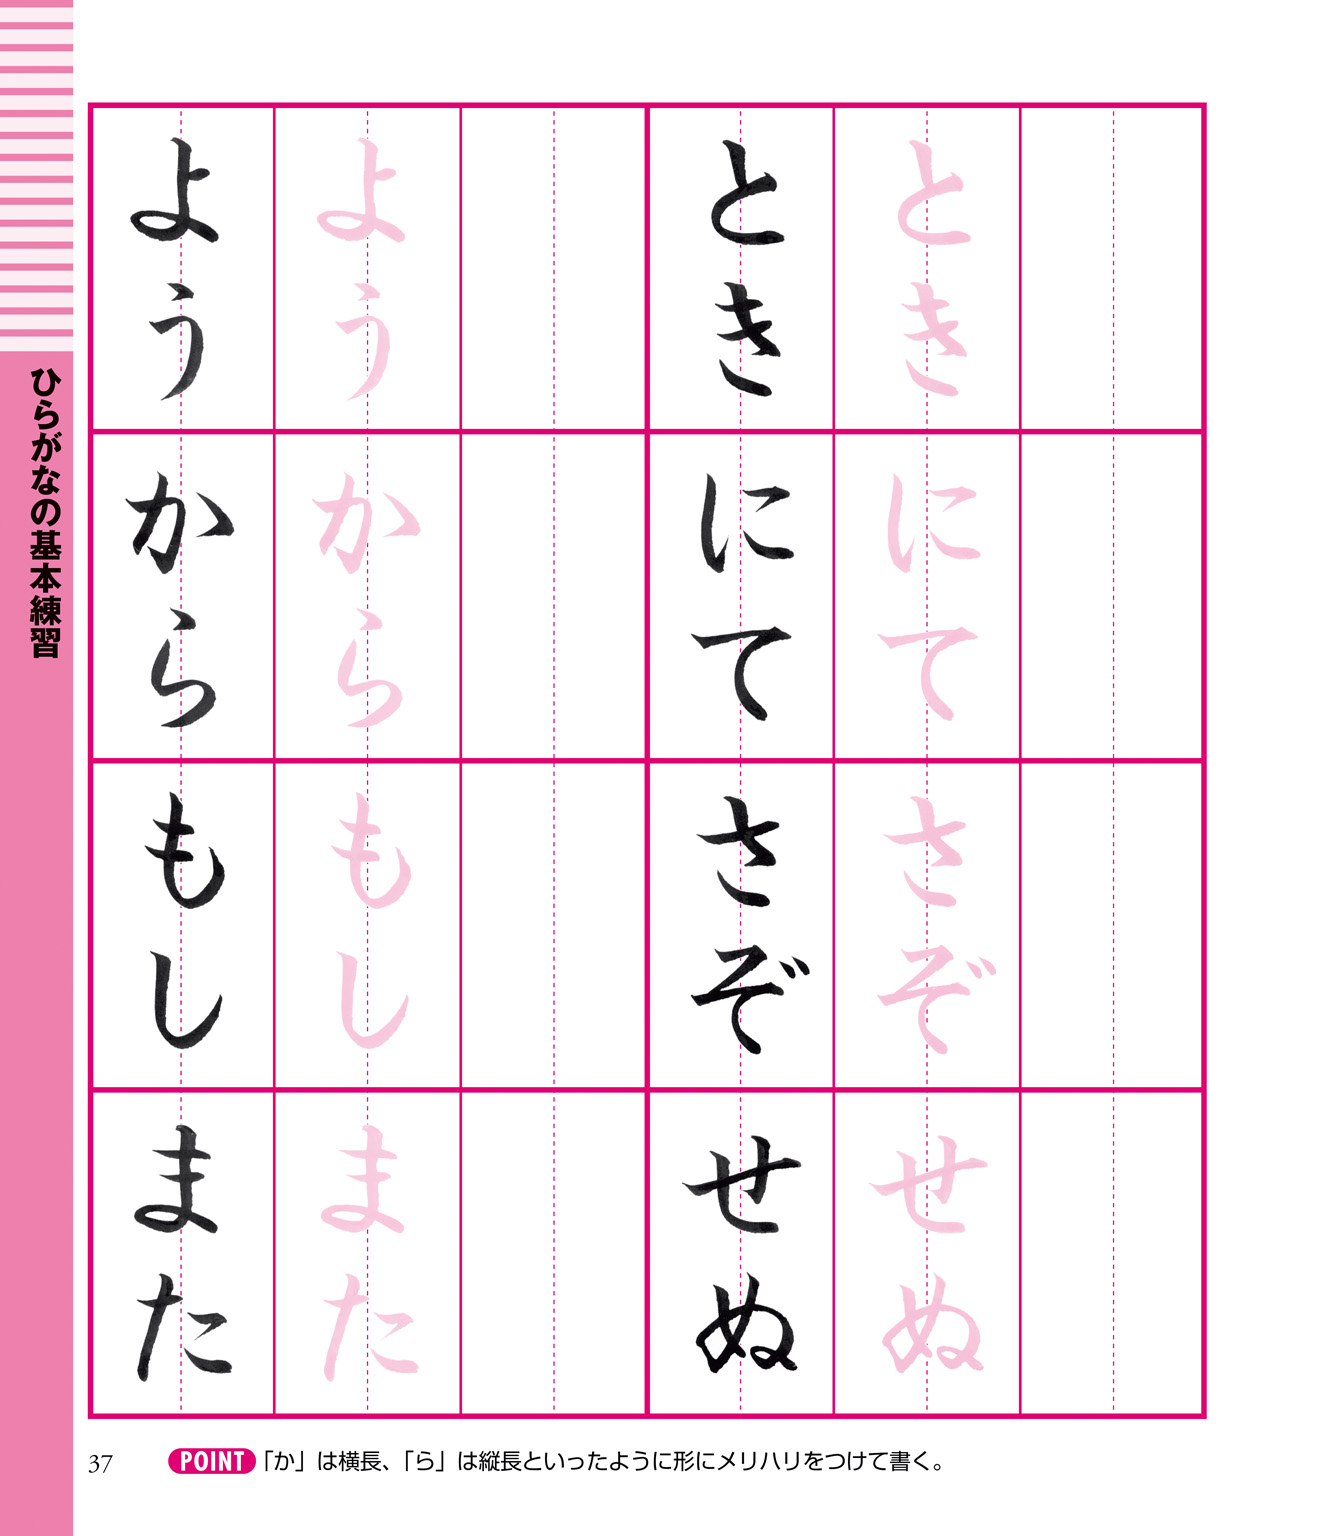 ひらがなの基本練習
よう よう とき とき
から から にて にて
もし もし さぞ さぞ
また また せぬ せぬ
37
POINT 「か」は横長、「ら」は縦長といったように形にメリハリをつけて書く。